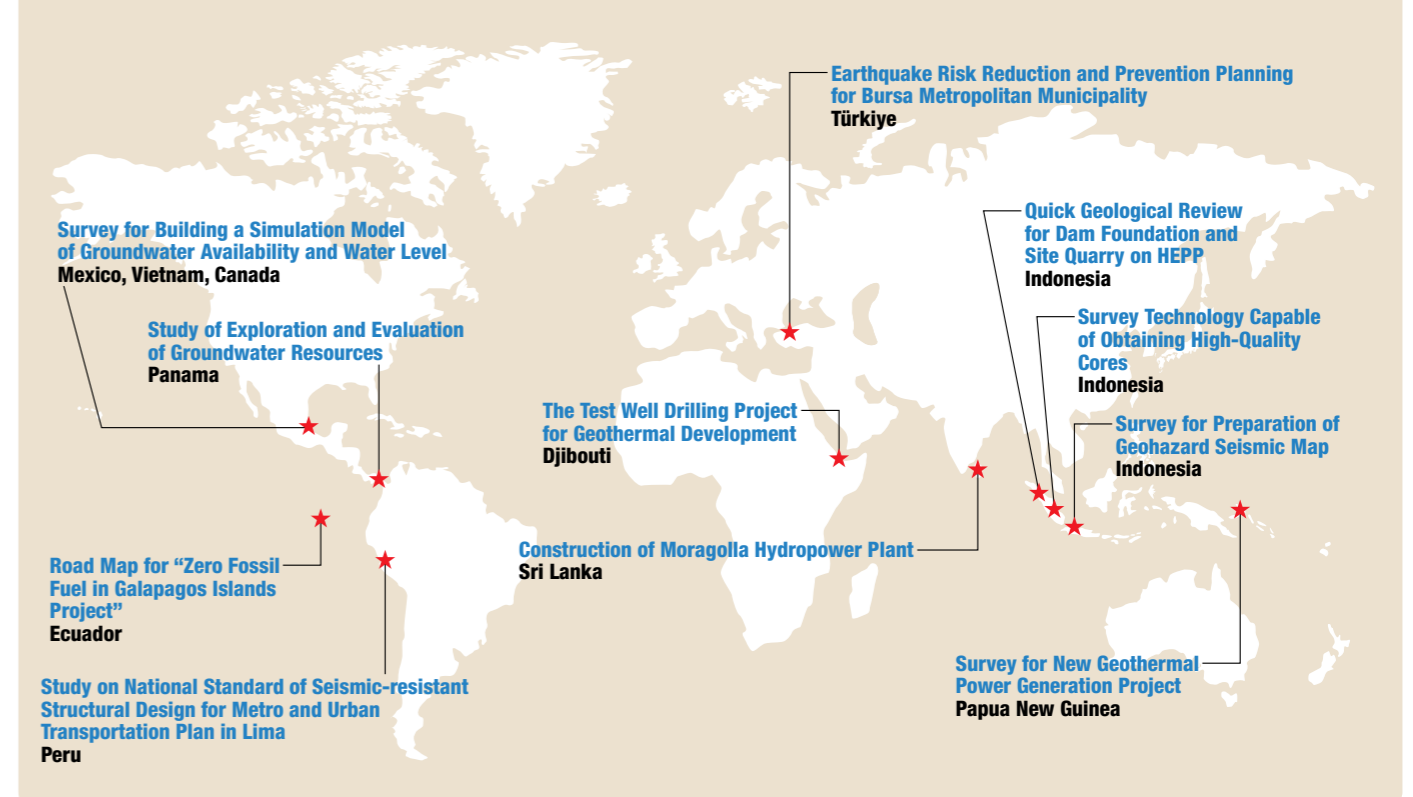 Earthquake Risk Reduction and Prevention Planning
for Bursa Metropolitan Municipality
Türkiye
Survey for Building a Simulation Model
of Groundwater Availability and Water Level
Mexico, Vietnam, Canada
Quick Geological Review
for Dam Foundation and
Site Quarry on HEPP
Indonesia
Study of Exploration and Evaluation
of Groundwater Resources
Panama
Survey Technology Capable
of Obtaining High-Quality
Cores
Indonesia
The Test Well Drilling Project
for Geothermal Development
Djibouti
Survey for Preparation of
Geohazard Seismic Map
Indonesia
Construction of Moragolla Hydropower Plant
Sri Lanka
Road Map for “Zero Fossil
Fuel in Galapagos Islands
Project”
Ecuador
Survey for New Geothermal
Power Generation Project
Papua New Guinea
Study on National Standard of Seismic-resistant
Structural Design for Metro and Urban
Transportation Plan in Lima
Peru